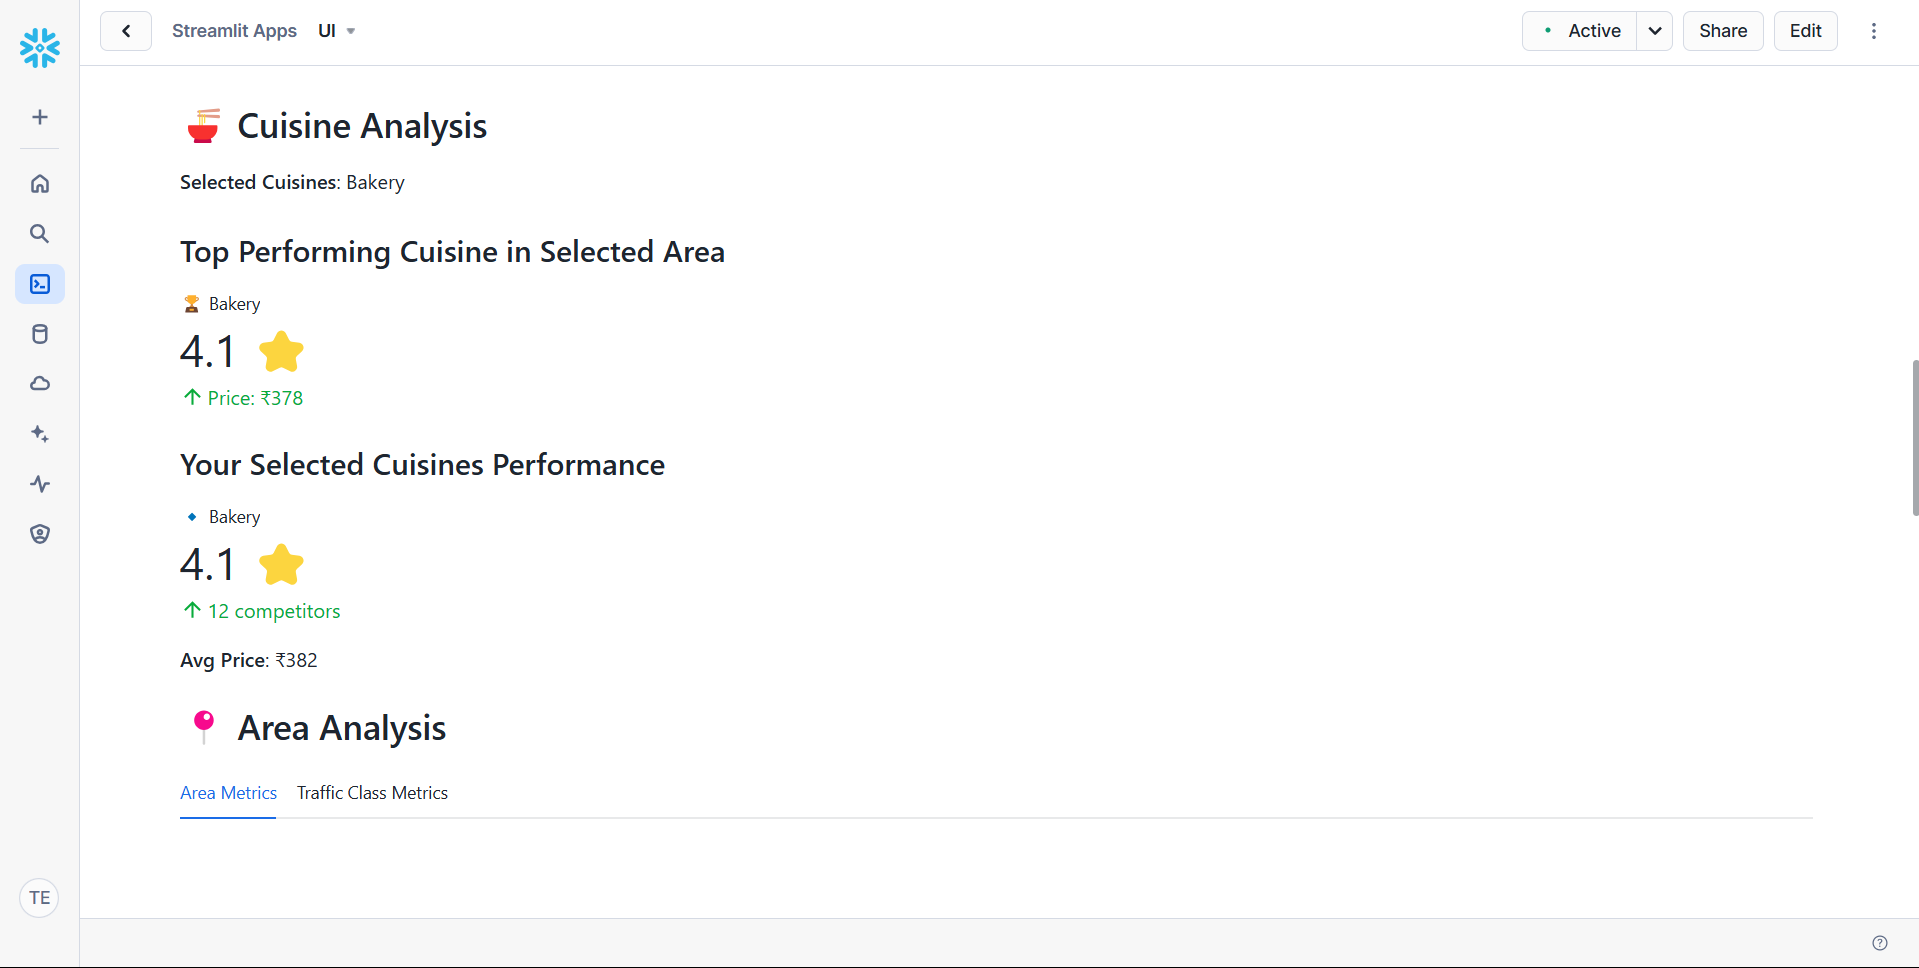 Streamlit Apps UI
Active
Share
Edit
Cuisine Analysis
Selected Cuisines: Bakery
Top Performing Cuisine in Selected Area
Bakery
4.1
Price: ₹378
Your Selected Cuisines Performance
Bakery
4.1
12 competitors
Avg Price: ₹382
Area Analysis
Area Metrics
Traffic Class Metrics
TE